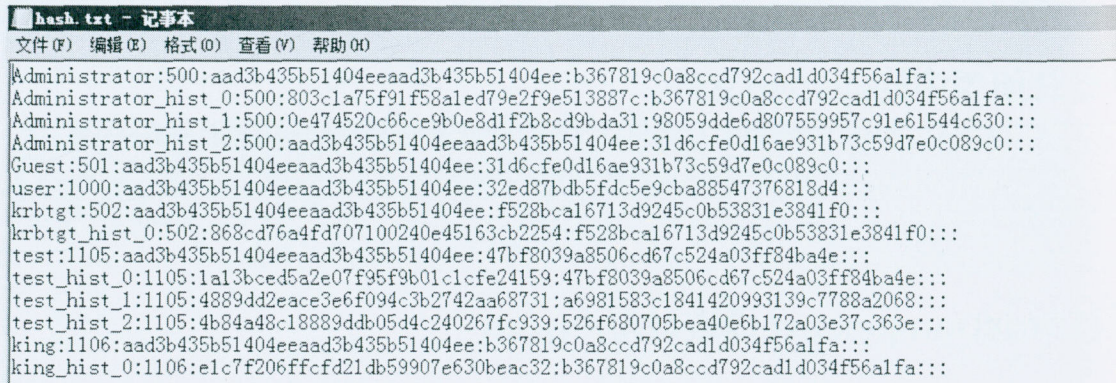 hash.txt - 记事本
文件(F) 编辑(E) 格式(O) 查看(V) 帮助(H)
Administrator:500:aad3b435b51404eeaad3b435b51404ee:b367819c0a8ccd792cad1d034f56a1fa:::
Administrator_hist_0:500:803c1a75f91f58a1ed79e2f9e513887c:b367819c0a8ccd792cad1d034f56a1fa:::
Administrator_hist_1:500:0e474520c66ce9b0e8d1f2b8cd9bda31:98059dde6d807559957c91e61544c630:::
Administrator_hist_2:500:aad3b435b51404eeaad3b435b51404ee:31d6cfe0d16ae931b73c59d7e0c089c0:::
Guest:501:aad3b435b51404eeaad3b435b51404ee:31d6cfe0d16ae931b73c59d7e0c089c0:::
user:1000:aad3b435b51404eeaad3b435b51404ee:32ed87bdb5fdc5e9cba88547376818d4:::
krbtgt:502:aad3b435b51404eeaad3b435b51404ee:f528bca16713d9245c0b53831e3841f0:::
krbtgt_hist_0:502:868cd76a4fd707100240e45163cb2254:f528bca16713d9245c0b53831e3841f0:::
test:1105:aad3b435b51404eeaad3b435b51404ee:47bf8039a8506cd67c524a03ff84ba4e:::
test_hist_0:1105:1a13bced5a2e07f95f9b01c1cfe24159:47bf8039a8506cd67c524a03ff84ba4e:::
test_hist_1:1105:4889dd2eace3e6f094c3b2742aa68731:a6981583c1841420993139c7788a2068:::
test_hist_2:1105:4b84a48c18889ddb05d4c240267fc939:526f680705bea40e6b172a03e37c363e:::
king:1106:aad3b435b51404eeaad3b435b51404ee:b367819c0a8ccd792cad1d034f56a1fa:::
king_hist_0:1106:e1c7f206ffcfd21db59907e630beac32:b367819c0a8ccd792cad1d034f56a1fa:::